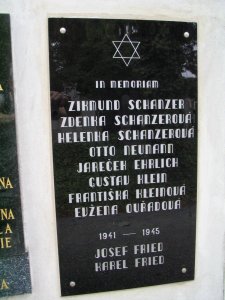 IN MEMORIAM
ZIKMUND SCHANZER
ZDENKA SCHANZEROVÁ
HELENKA SCHANZEROVÁ
OTTO NEUMANN
JAREČEK EHRLICH
GUSTAV KLEIN
FRANTIŠKA KLEINOVÁ
EVŽENA OUŘADOVÁ
1941 — 1945
JOSEF FRIED
KAREL FRIED